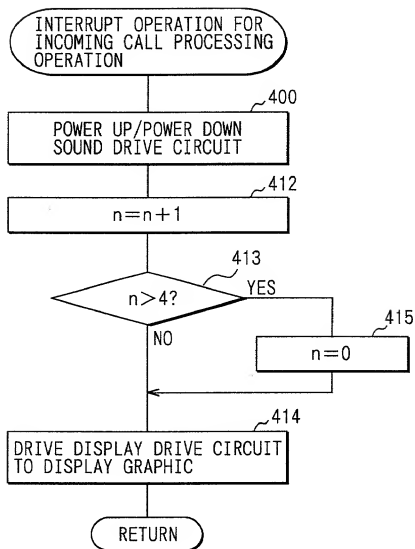 INTERRUPT OPERATION FOR
INCOMING CALL PROCESSING
OPERATION
400
POWER UP/POWER DOWN
SOUND DRIVE CIRCUIT
412
n=n+1
413
n>4?
YES
415
NO
n=0
414
DRIVE DISPLAY DRIVE CIRCUIT
TO DISPLAY GRAPHIC
RETURN